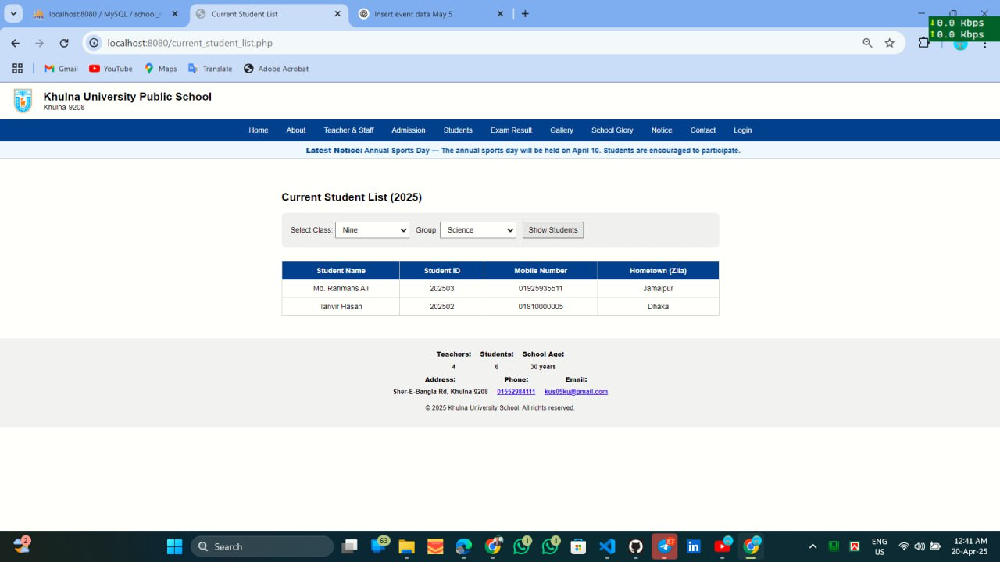 localhost:8080 / MySQL / school_m
Current Student List
Insert event data May 5
0.0 Kbps
0.0 Kbps
localhost:8080/current_student_list.php
Gmail YouTube Maps Translate Adobe Acrobat
Khulna University Public School
Khulna-9208
Home About Teacher & Staff Admission Students Exam Result Gallery School Glory Notice Contact Login
Latest Notice: Annual Sports Day — The annual sports day will be held on April 10. Students are encouraged to participate.
Current Student List (2025)
Select Class: Nine Group: Science Show Students
Student Name Student ID Mobile Number Hometown (Zila)
Md. Rahmans Ali 202503 01925935511 Jamalpur
Tanvir Hasan 202502 01810000005 Dhaka
Teachers: Students: School Age:
4 6 30 years
Address: Phone: Email:
Sher-E-Bangla Rd, Khulna 9208 01552984111 kus05ku@gmail.com
© 2025 Khulna University School. All rights reserved.
2
Search
63
1
1
87
ENG
US
12:41 AM
20-Apr-25